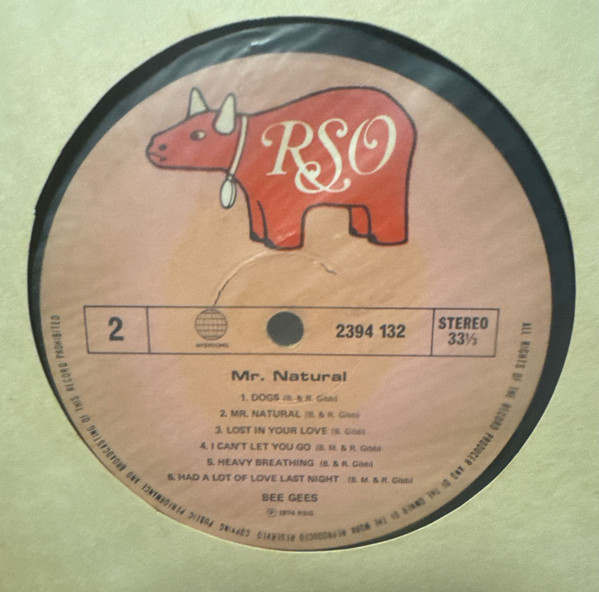 RSO
2
INTERSONG
2394 132
STEREO
33⅓
Mr. Natural
1. DOGS (B. & R. Gibb)
2. MR. NATURAL (B. & R. Gibb)
3. LOST IN YOUR LOVE (B. Gibb)
4. I CAN'T LET YOU GO (B. M. & R. Gibb)
5. HEAVY BREATHING (B. & R. Gibb)
6. HAD A LOT OF LOVE LAST NIGHT (B. M. & R. Gibb)
BEE GEES
℗ 1974 RSO
ALL RIGHTS OF THE RECORD PRODUCER AND OF THE OWNER OF THE WORK REPRODUCED RESERVED COPYING PUBLIC PERFORMANCE AND BROADCASTING OF THIS RECORD PROHIBITED